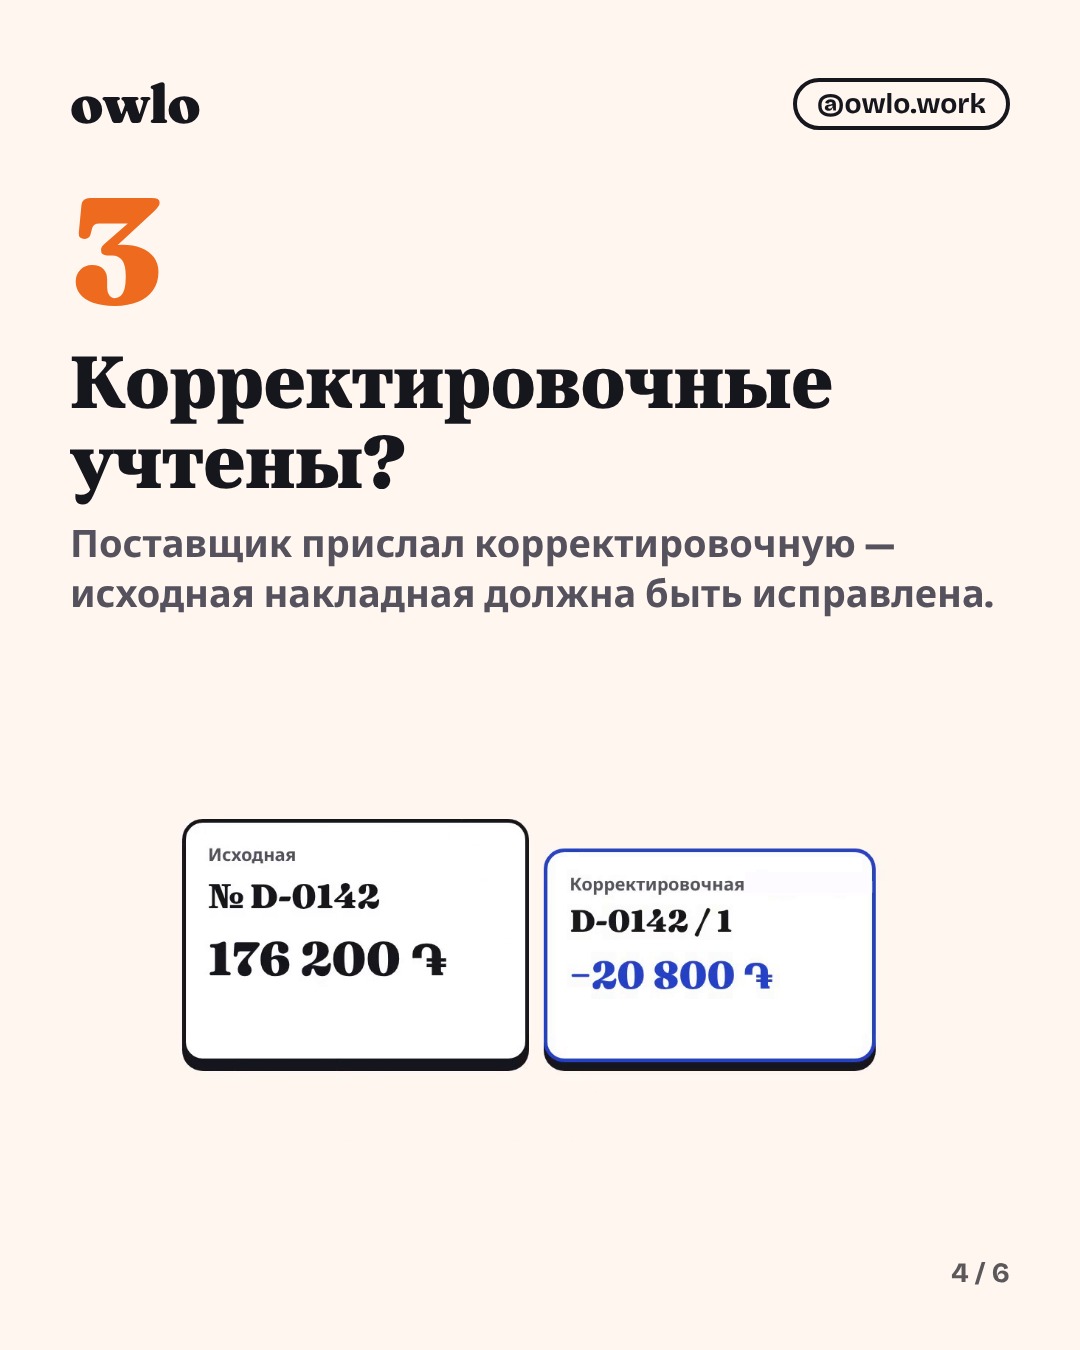 owlo
@owlo.work
3
Корректировочные
учтены?
Поставщик прислал корректировочную —
исходная накладная должна быть исправлена.
Исходная
№ D-0142
176 200 ֏
Корректировочная
D-0142 / 1
−20 800 ֏
4 / 6